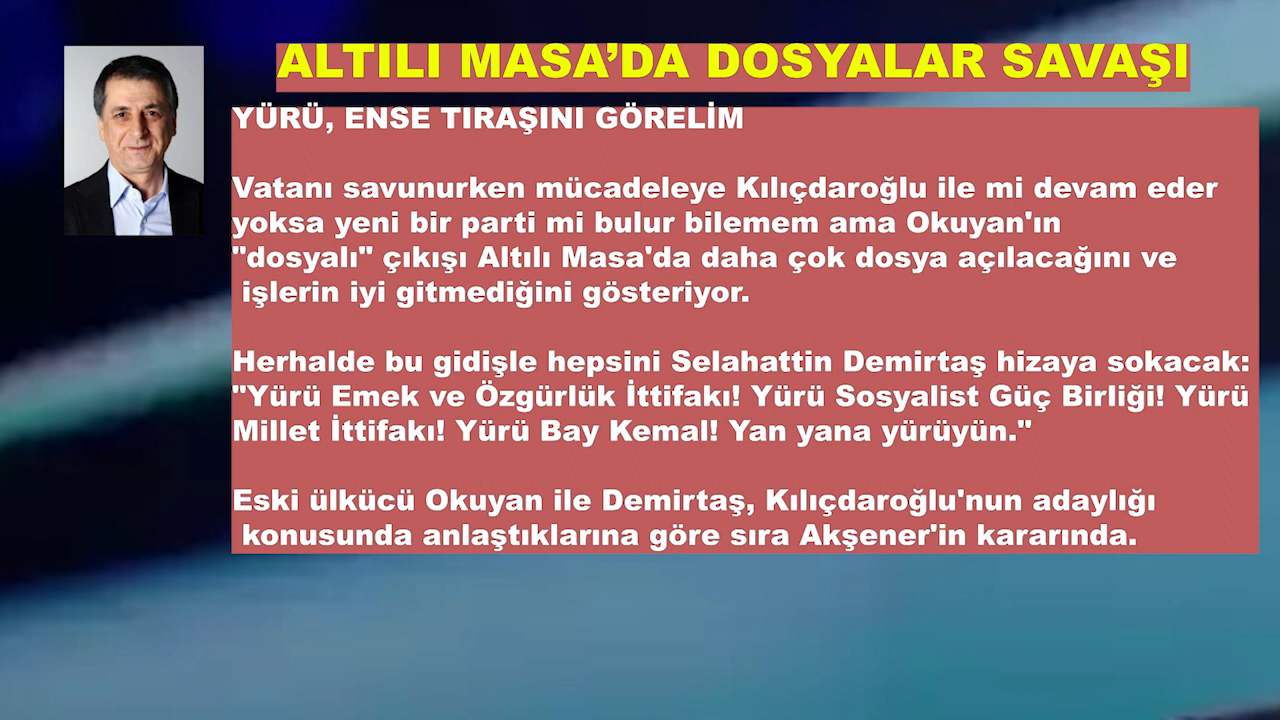 ALTILI MASA’DA DOSYALAR SAVAŞI
YÜRÜ, ENSE TIRAŞINI GÖRELİM
Vatanı savunurken mücadeleye Kılıçdaroğlu ile mi devam eder
yoksa yeni bir parti mi bulur bilemem ama Okuyan'ın
"dosyalı" çıkışı Altılı Masa'da daha çok dosya açılacağını ve
işlerin iyi gitmediğini gösteriyor.
Herhalde bu gidişle hepsini Selahattin Demirtaş hizaya sokacak:
"Yürü Emek ve Özgürlük İttifakı! Yürü Sosyalist Güç Birliği! Yürü
Millet İttifakı! Yürü Bay Kemal! Yan yana yürüyün."
Eski ülkücü Okuyan ile Demirtaş, Kılıçdaroğlu'nun adaylığı
konusunda anlaştıklarına göre sıra Akşener'in kararında.